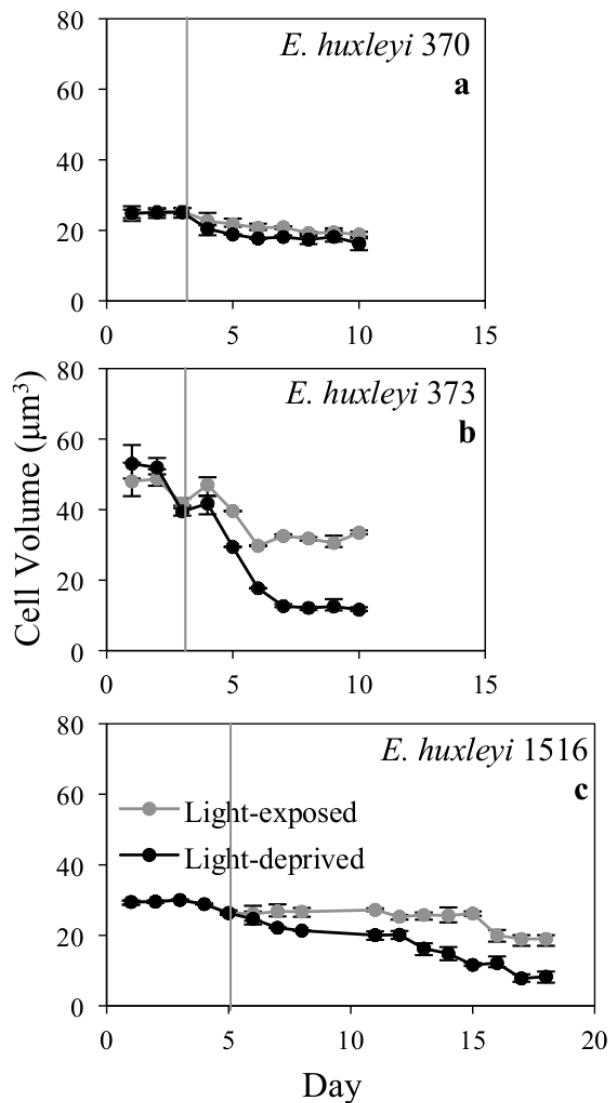 80
E. huxleyi 370
a
60
40
20
0
0 5 10 15
80
E. huxleyi 373
b
60
40
20
0
0 5 10 15
Cell Volume (μm³)
80
E. huxleyi 1516
c
60
Light-exposed
Light-deprived
40
20
0
0 5 10 15 20
Day